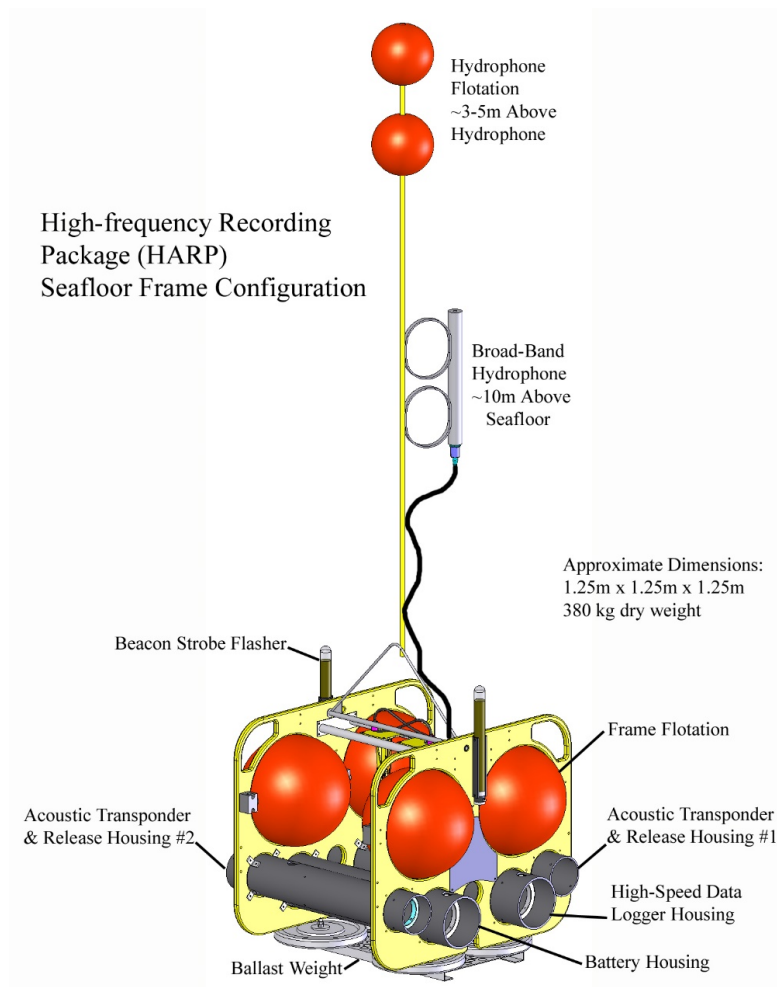 Hydrophone
Flotation
~3-5m Above
Hydrophone
High-frequency Recording
Package (HARP)
Seafloor Frame Configuration
Broad-Band
Hydrophone
~10m Above
Seafloor
Approximate Dimensions:
1.25m x 1.25m x 1.25m
380 kg dry weight
Beacon Strobe Flasher
Frame Flotation
Acoustic Transponder
& Release Housing #2
Acoustic Transponder
& Release Housing #1
High-Speed Data
Logger Housing
Battery Housing
Ballast Weight